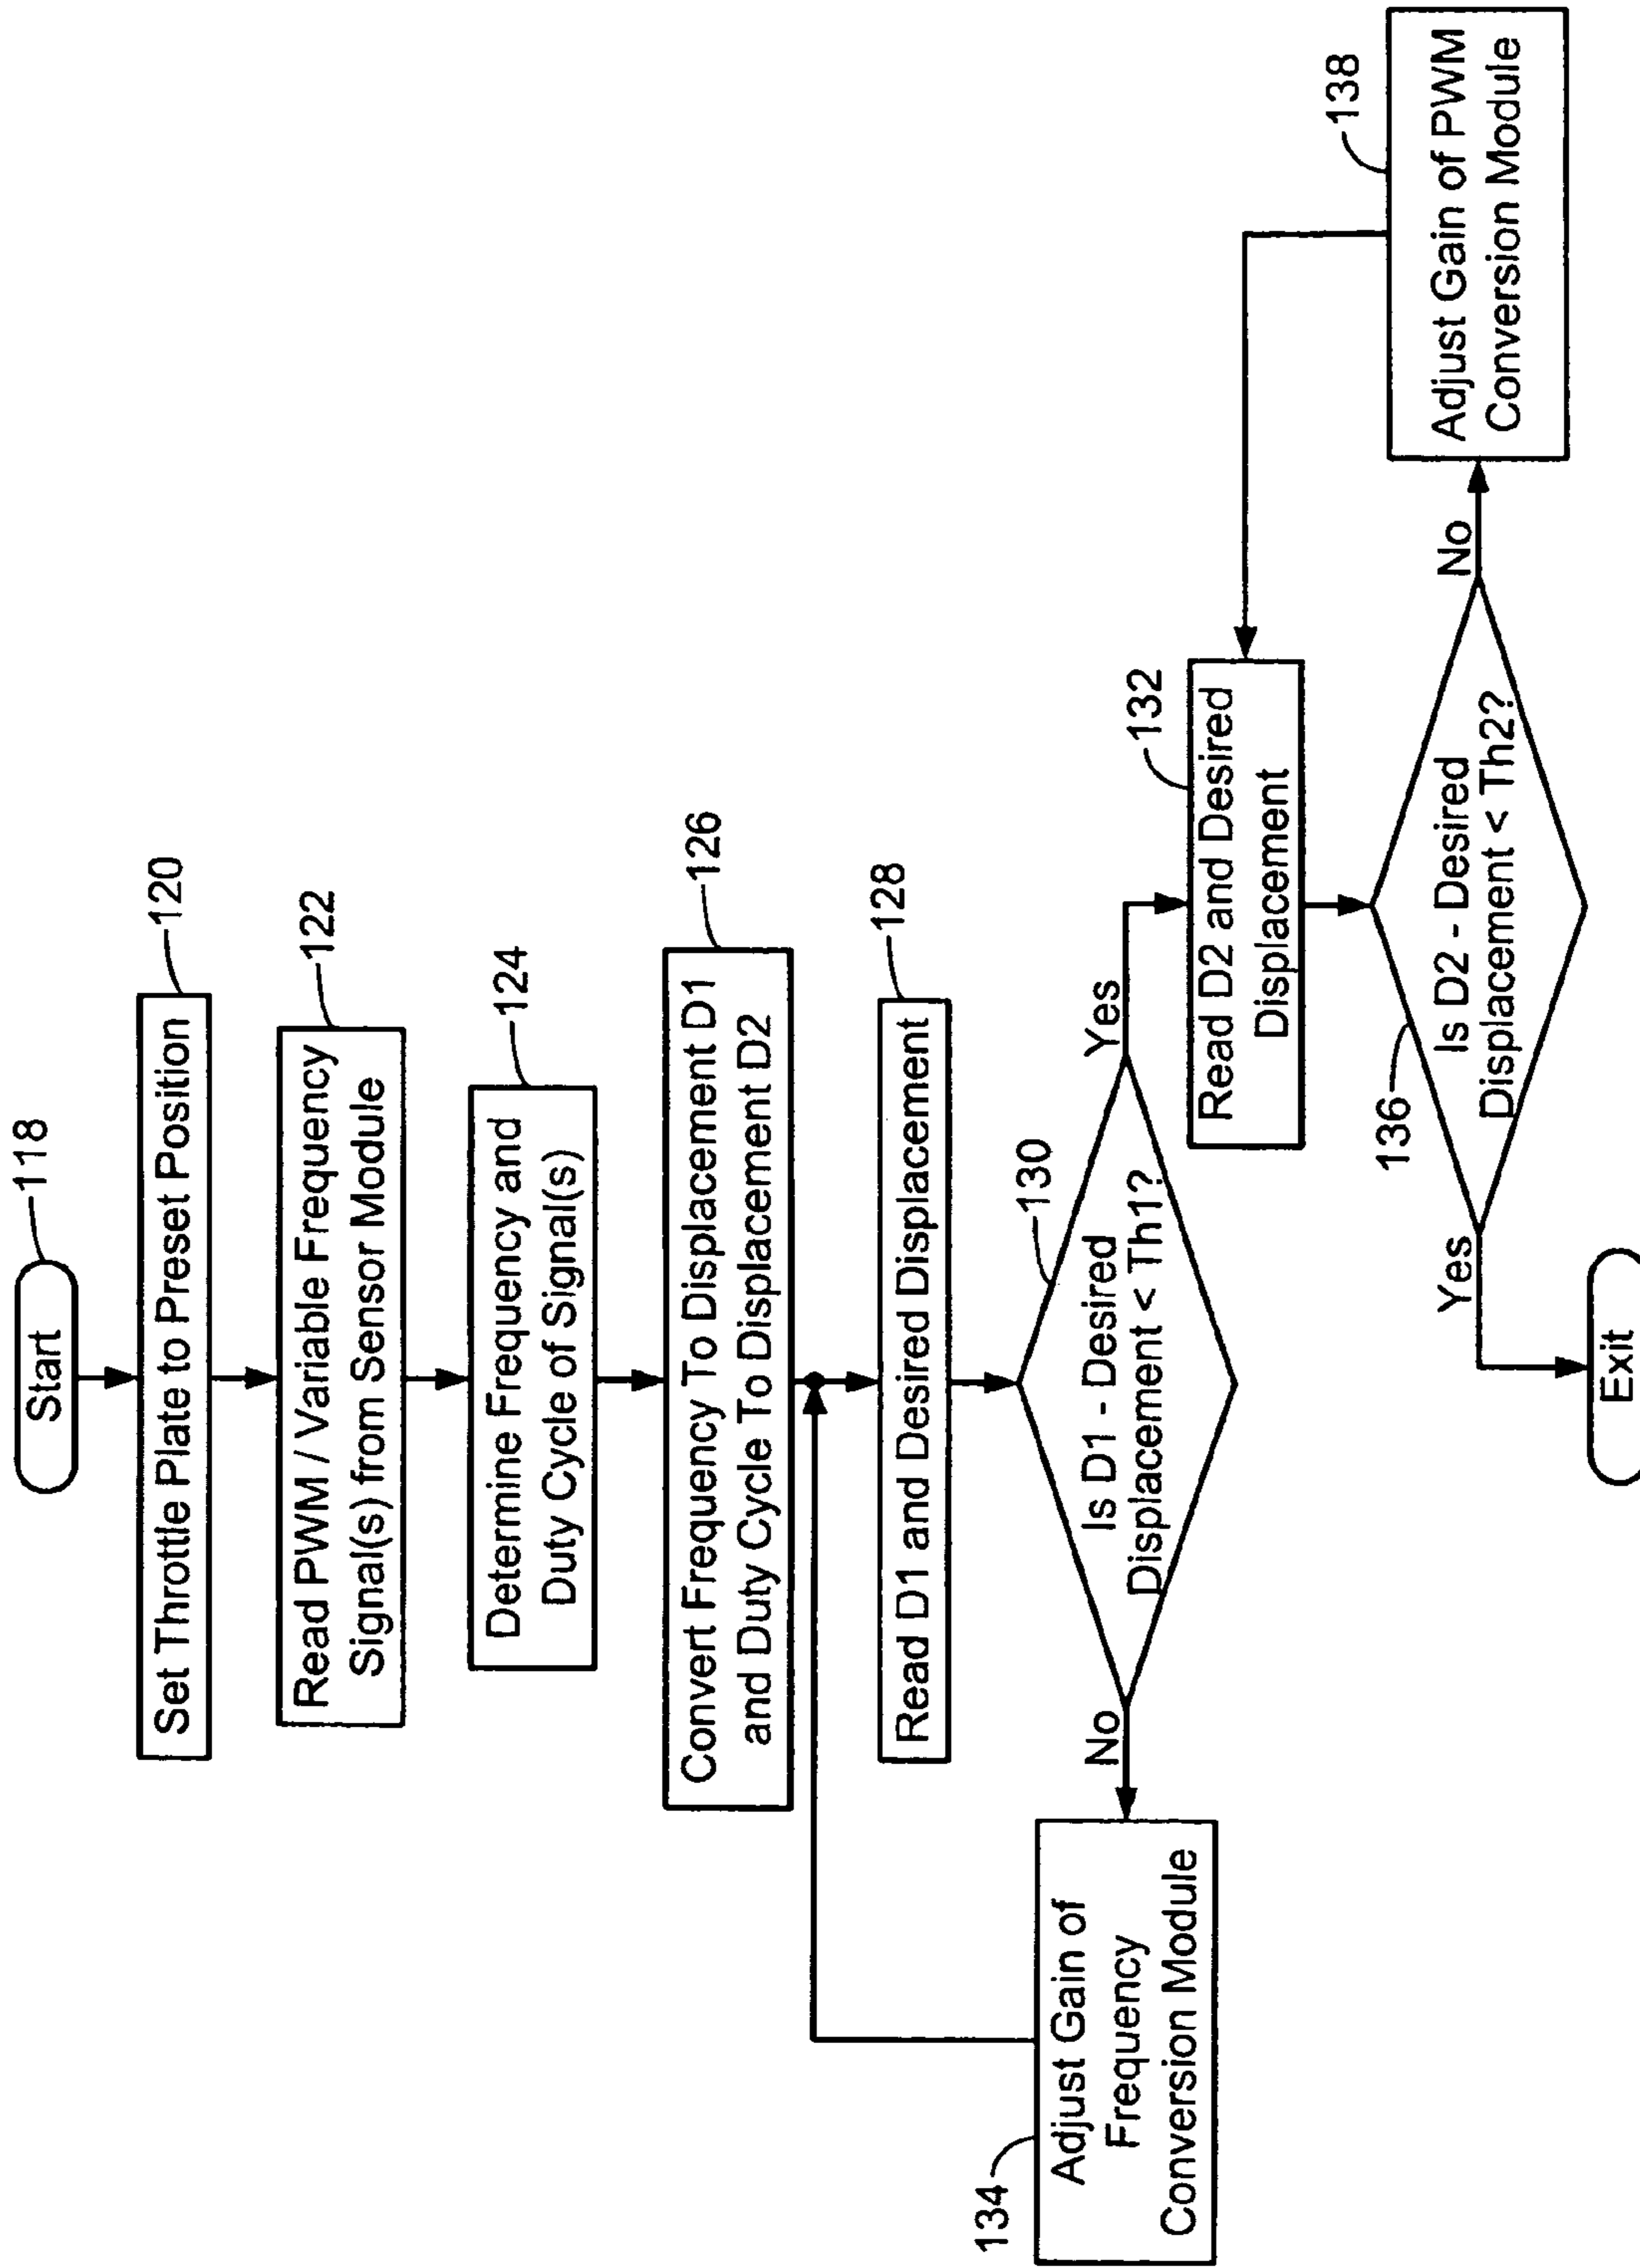 Start
118
Set Throttle Plate to Preset Position
120
Read PWM / Variable Frequency
Signal(s) from Sensor Module
122
Determine Frequency and
Duty Cycle of Signal(s)
124
Convert Frequency To Displacement D1
and Duty Cycle To Displacement D2
126
Read D1 and Desired Displacement
128
Is D1 - Desired
Displacement < Th1?
130
No
Yes
134
Adjust Gain of
Frequency
Conversion Module
Read D2 and Desired
Displacement
132
136
Is D2 - Desired
Displacement < Th2?
Yes
No
Adjust Gain of PWM
Conversion Module
138
Exit